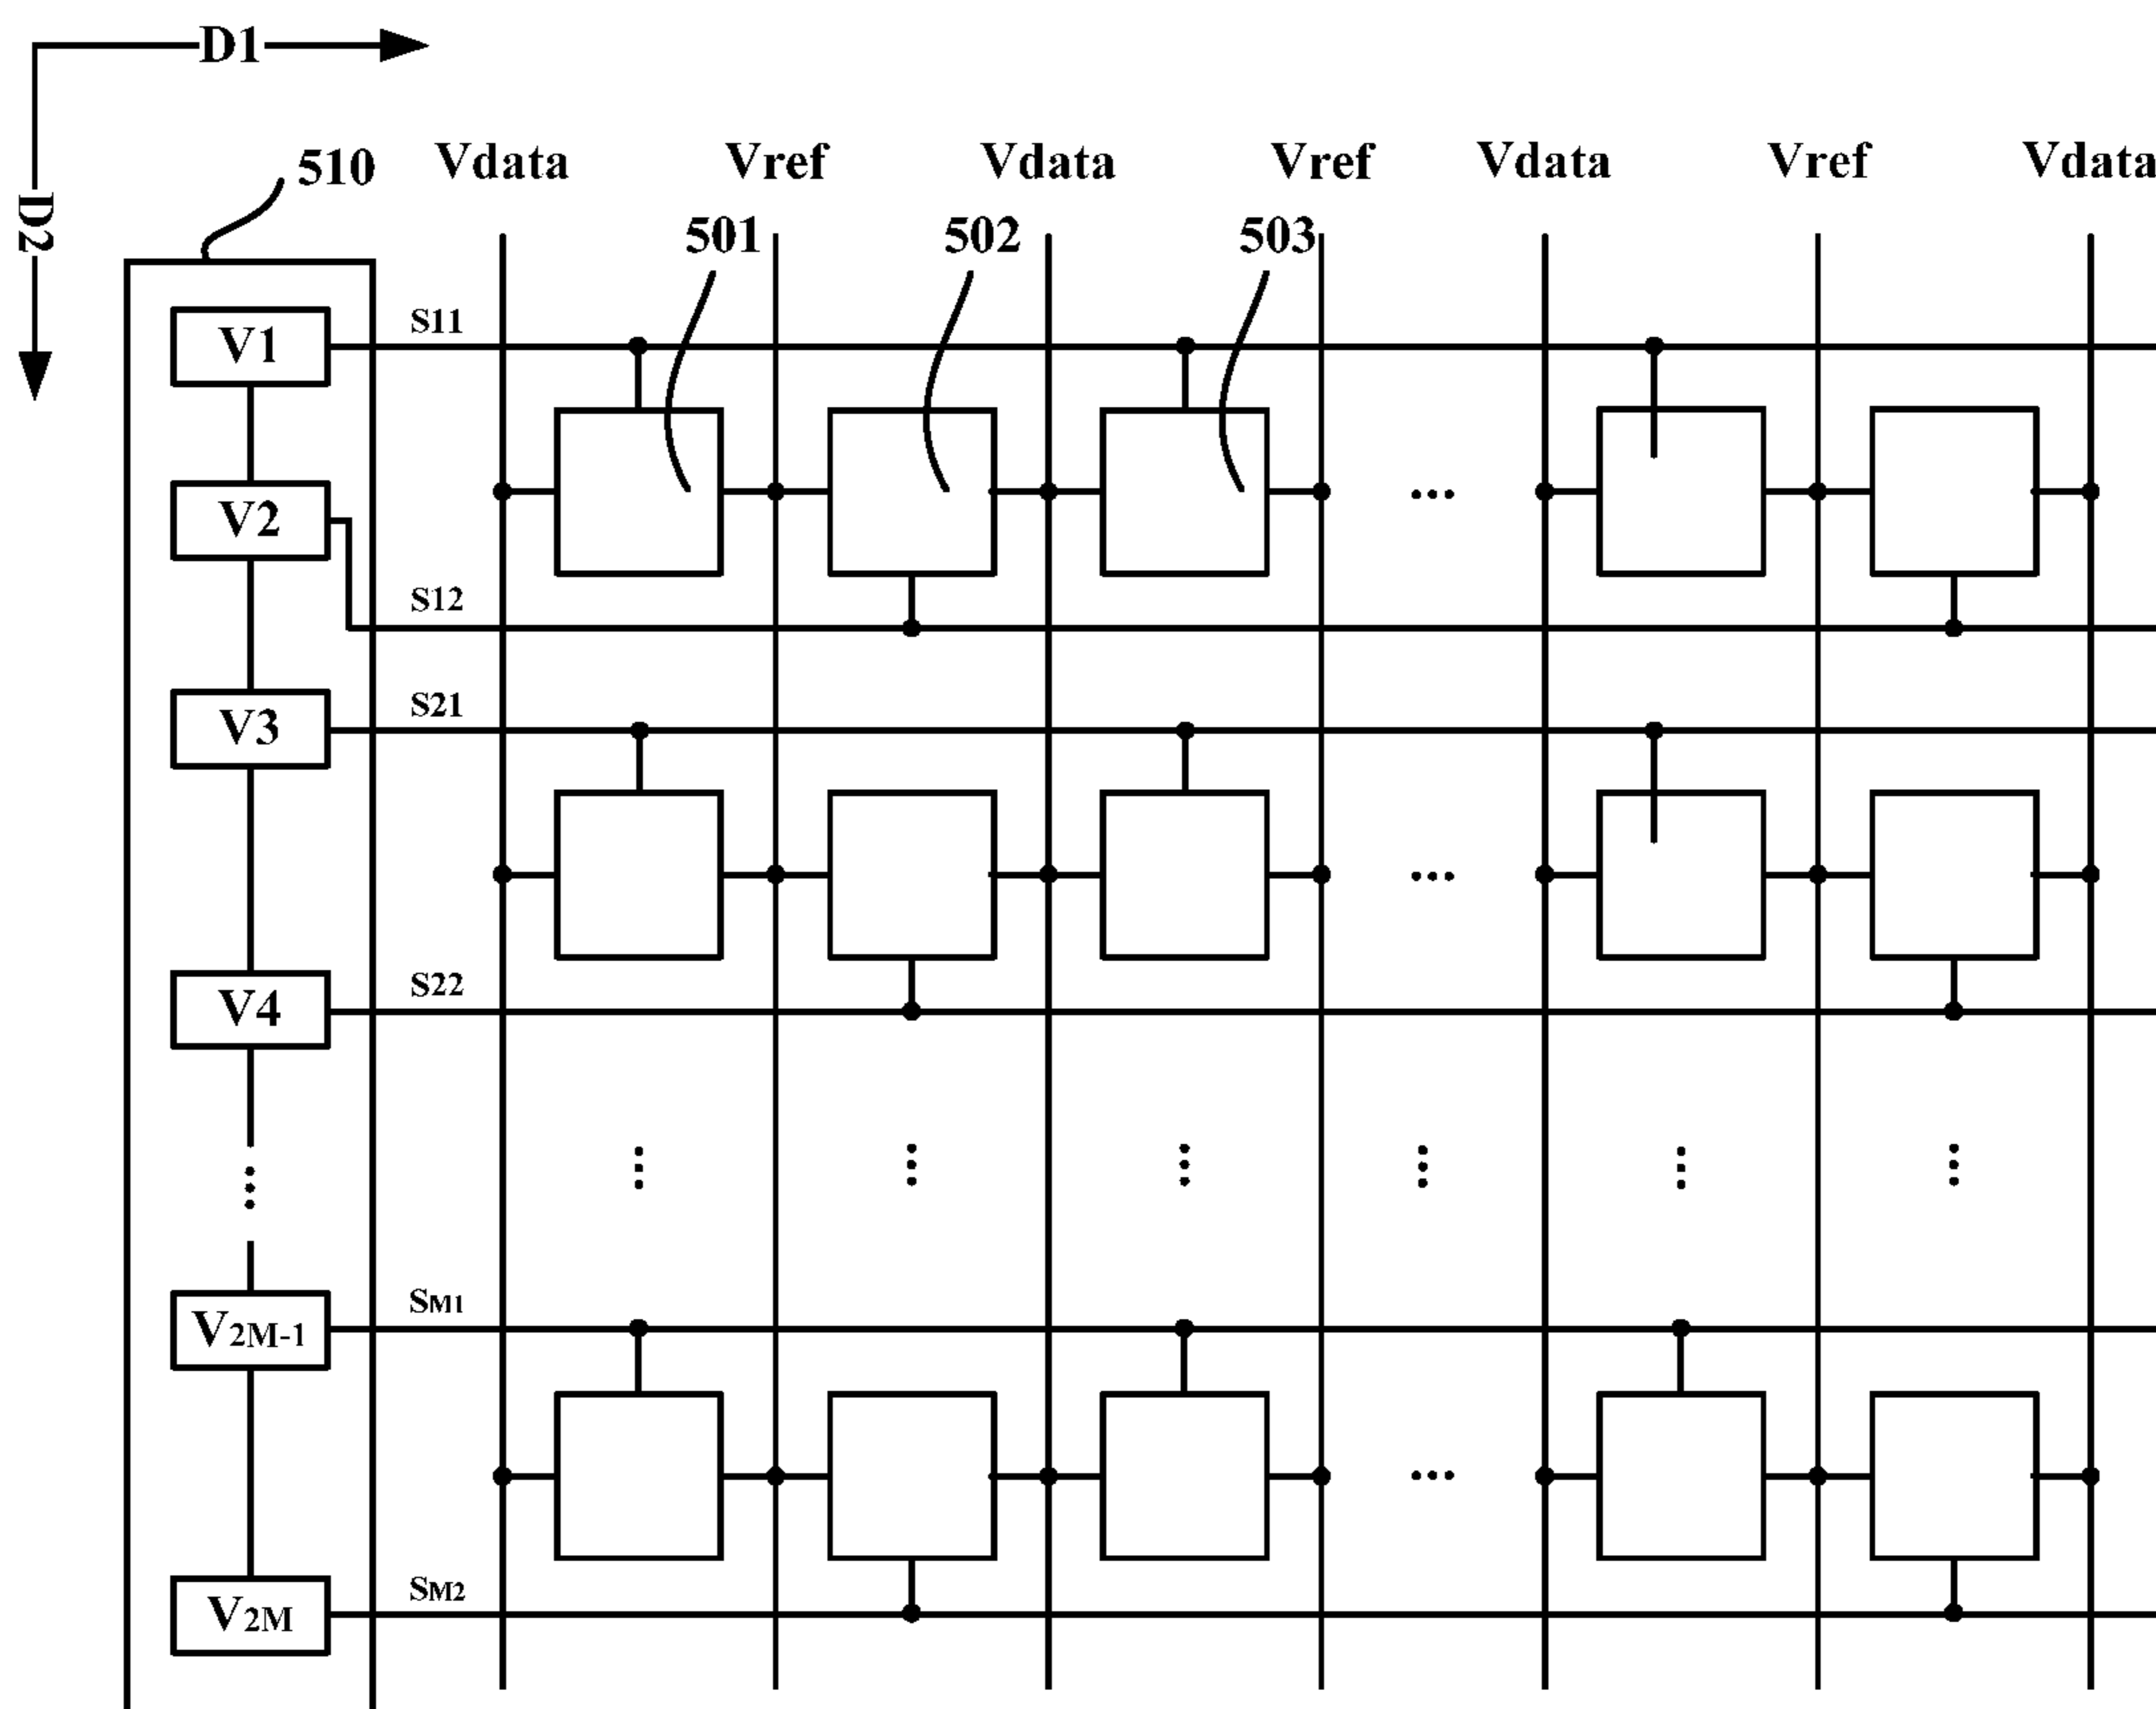 D1
D2
510
Vdata Vref Vdata Vref Vdata Vref Vdata
501 502 503
V1 S11
V2
S12
V3 S21
V4 S22
V2M-1 SM1
V2M SM2